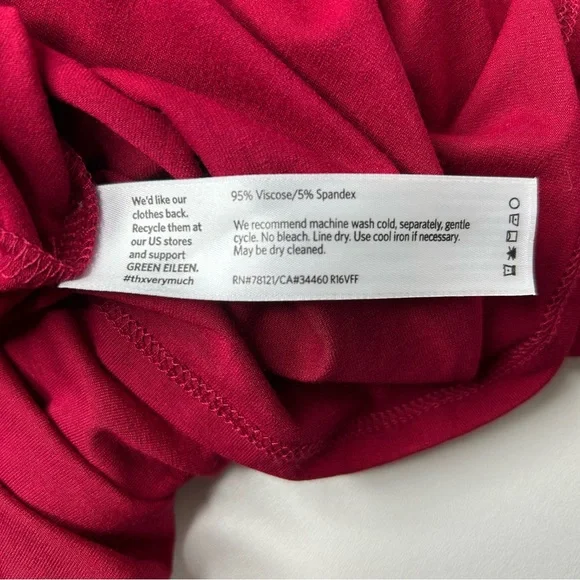 We'd like our
clothes back.
Recycle them at
our US stores
and support
GREEN EILEEN.
#thxverymuch
95% Viscose/5% Spandex
We recommend machine wash cold, separately, gentle
cycle. No bleach. Line dry. Use cool iron if necessary.
May be dry cleaned.
RN#78121/CA#34460 R16VFF